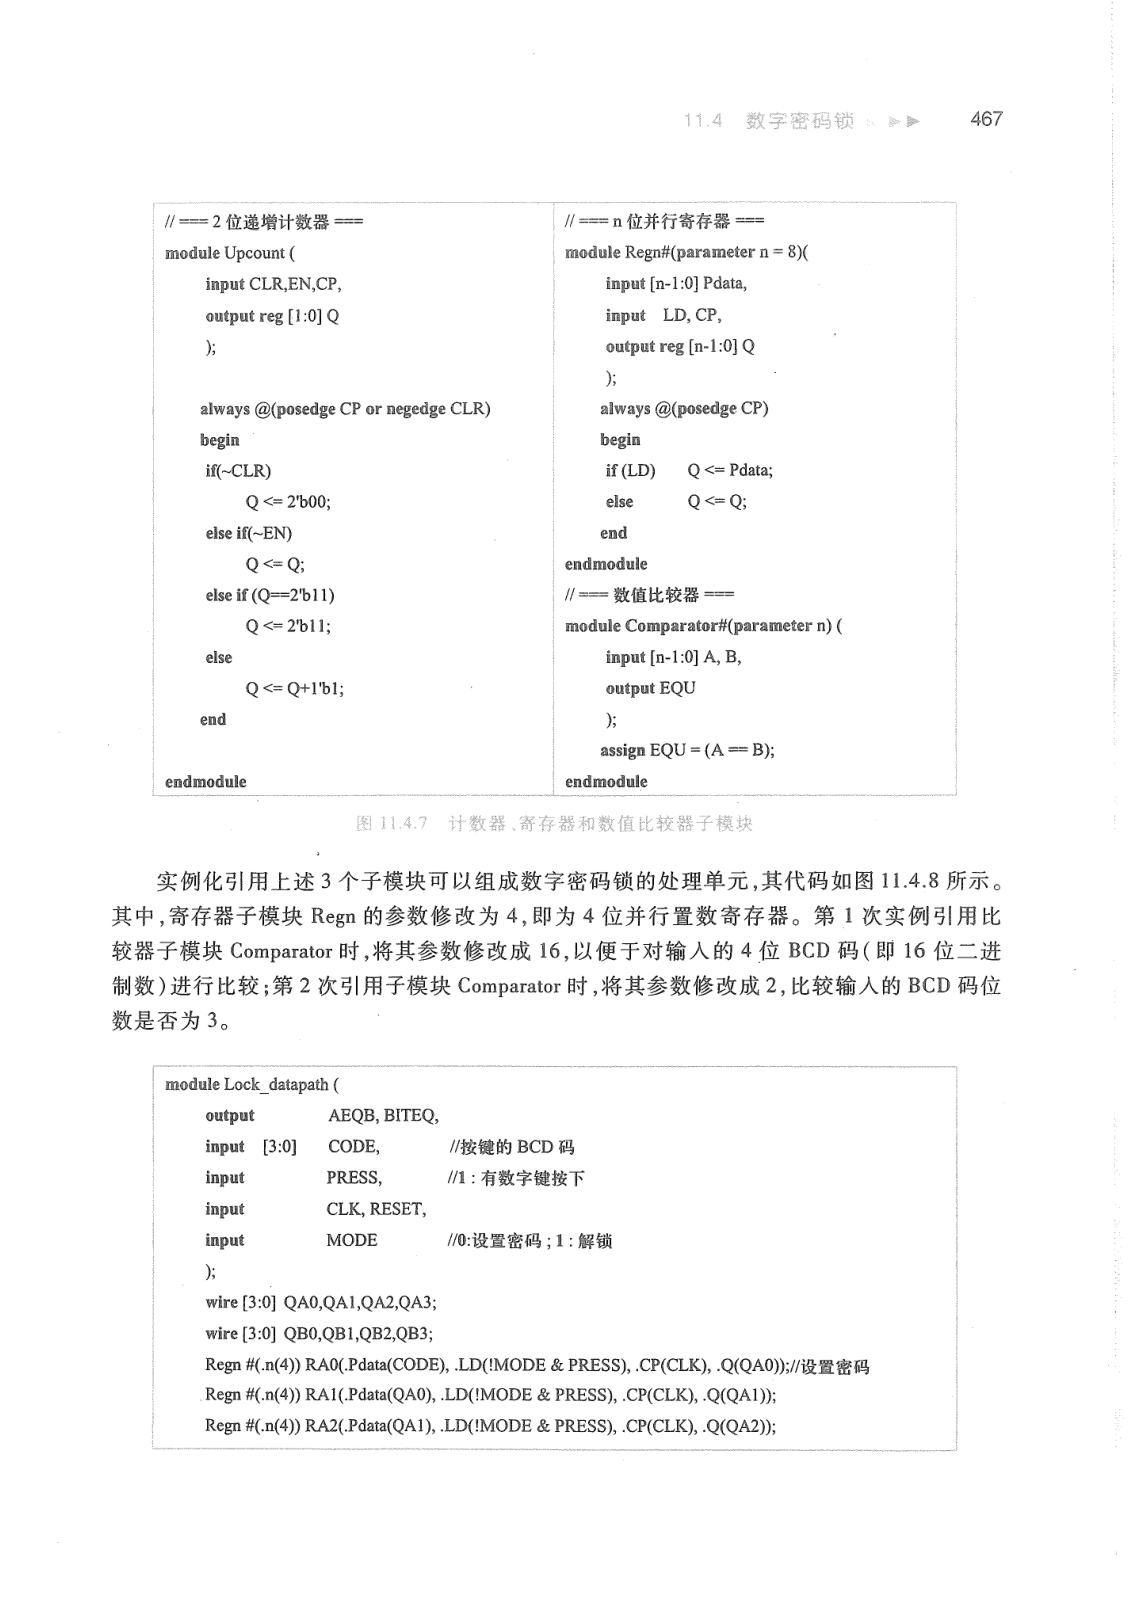 11.4 数字密码锁 467
// === 2 位递增计数器 ===
module Upcount (
input CLR,EN,CP,
output reg [1:0] Q
);
always @(posedge CP or negedge CLR)
begin
if(~CLR)
Q <= 2'b00;
else if(~EN)
Q <= Q;
else if (Q==2'b11)
Q <= 2'b11;
else
Q <= Q+1'b1;
end
endmodule
// === n 位并行寄存器 ===
module Regn#(parameter n = 8)(
input [n-1:0] Pdata,
input LD, CP,
output reg [n-1:0] Q
);
always @(posedge CP)
begin
if (LD) Q <= Pdata;
else Q <= Q;
end
endmodule
// === 数值比较器 ===
module Comparator#(parameter n) (
input [n-1:0] A, B,
output EQU
);
assign EQU = (A == B);
endmodule
图 11.4.7 计数器、寄存器和数值比较器子模块
实例化引用上述 3 个子模块可以组成数字密码锁的处理单元,其代码如图 11.4.8 所示。
其中,寄存器子模块 Regn 的参数修改为 4,即为 4 位并行置数寄存器。第 1 次实例引用比
较器子模块 Comparator 时,将其参数修改成 16,以便于对输入的 4 位 BCD 码(即 16 位二进
制数)进行比较;第 2 次引用子模块 Comparator 时,将其参数修改成 2,比较输入的 BCD 码位
数是否为 3。
module Lock_datapath (
output AEQB, BITEQ,
input [3:0] CODE, //按键的 BCD 码
input PRESS, //1：有数字键按下
input CLK, RESET,
input MODE //0:设置密码；1：解锁
);
wire [3:0] QA0,QA1,QA2,QA3;
wire [3:0] QB0,QB1,QB2,QB3;
Regn #(.n(4)) RA0(.Pdata(CODE), .LD(!MODE & PRESS), .CP(CLK), .Q(QA0));//设置密码
Regn #(.n(4)) RA1(.Pdata(QA0), .LD(!MODE & PRESS), .CP(CLK), .Q(QA1));
Regn #(.n(4)) RA2(.Pdata(QA1), .LD(!MODE & PRESS), .CP(CLK), .Q(QA2));